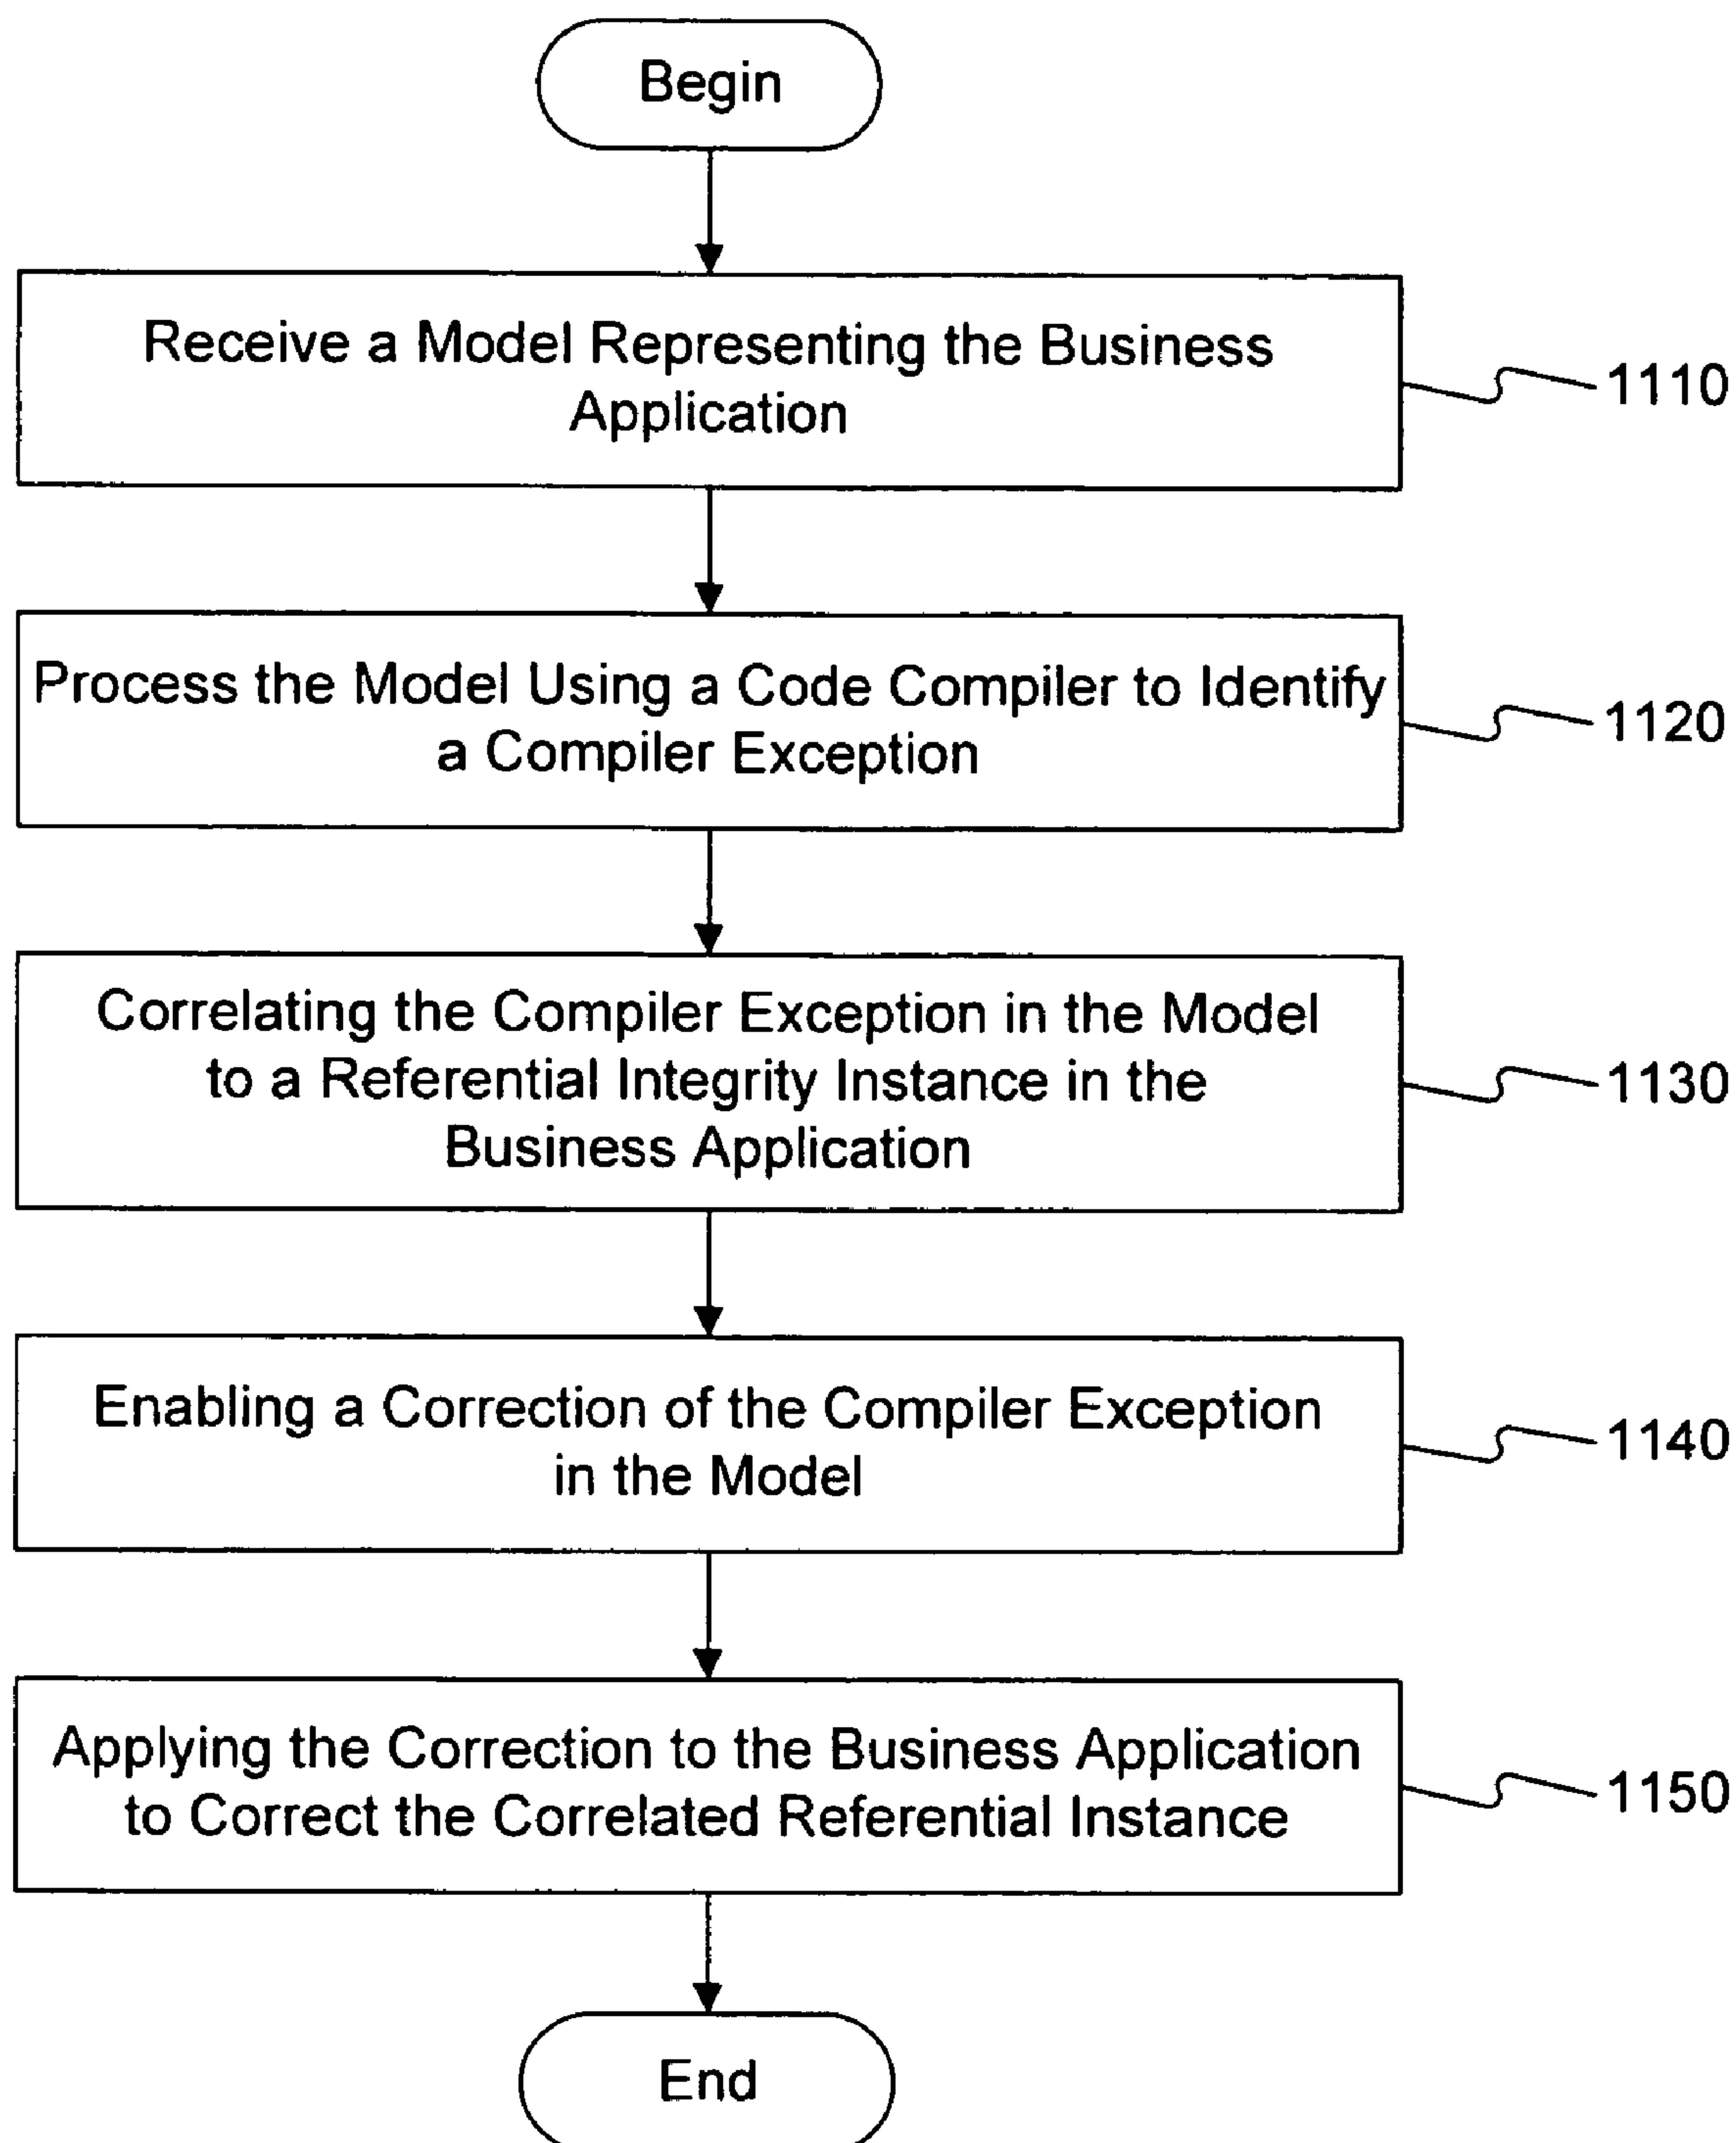 Begin
Receive a Model Representing the Business
Application
1110
Process the Model Using a Code Compiler to Identify
a Compiler Exception
1120
Correlating the Compiler Exception in the Model
to a Referential Integrity Instance in the
Business Application
1130
Enabling a Correction of the Compiler Exception
in the Model
1140
Applying the Correction to the Business Application
to Correct the Correlated Referential Instance
1150
End